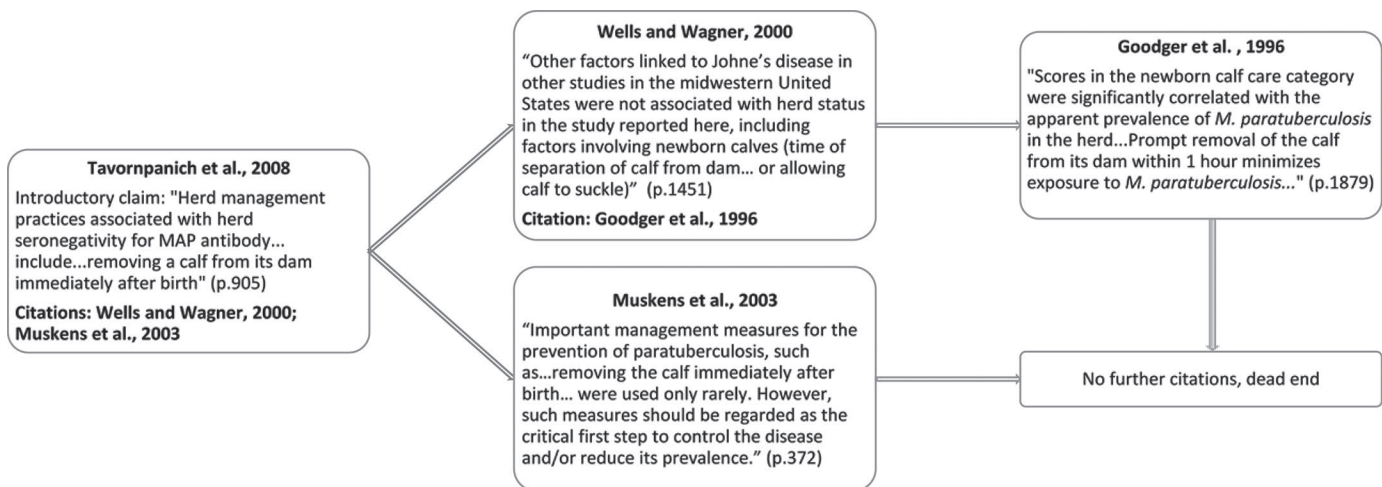 Tavornpanich et al., 2008
Introductory claim: "Herd management
practices associated with herd
seronegativity for MAP antibody...
include...removing a calf from its dam
immediately after birth" (p.905)
Citations: Wells and Wagner, 2000;
Muskens et al., 2003
Wells and Wagner, 2000
“Other factors linked to Johne’s disease in
other studies in the midwestern United
States were not associated with herd status
in the study reported here, including
factors involving newborn calves (time of
separation of calf from dam... or allowing
calf to suckle)” (p.1451)
Citation: Goodger et al., 1996
Muskens et al., 2003
“Important management measures for the
prevention of paratuberculosis, such
as...removing the calf immediately after
birth... were used only rarely. However,
such measures should be regarded as the
critical first step to control the disease
and/or reduce its prevalence.” (p.372)
Goodger et al. , 1996
"Scores in the newborn calf care category
were significantly correlated with the
apparent prevalence of M. paratuberculosis
in the herd...Prompt removal of the calf
from its dam within 1 hour minimizes
exposure to M. paratuberculosis..." (p.1879)
No further citations, dead end